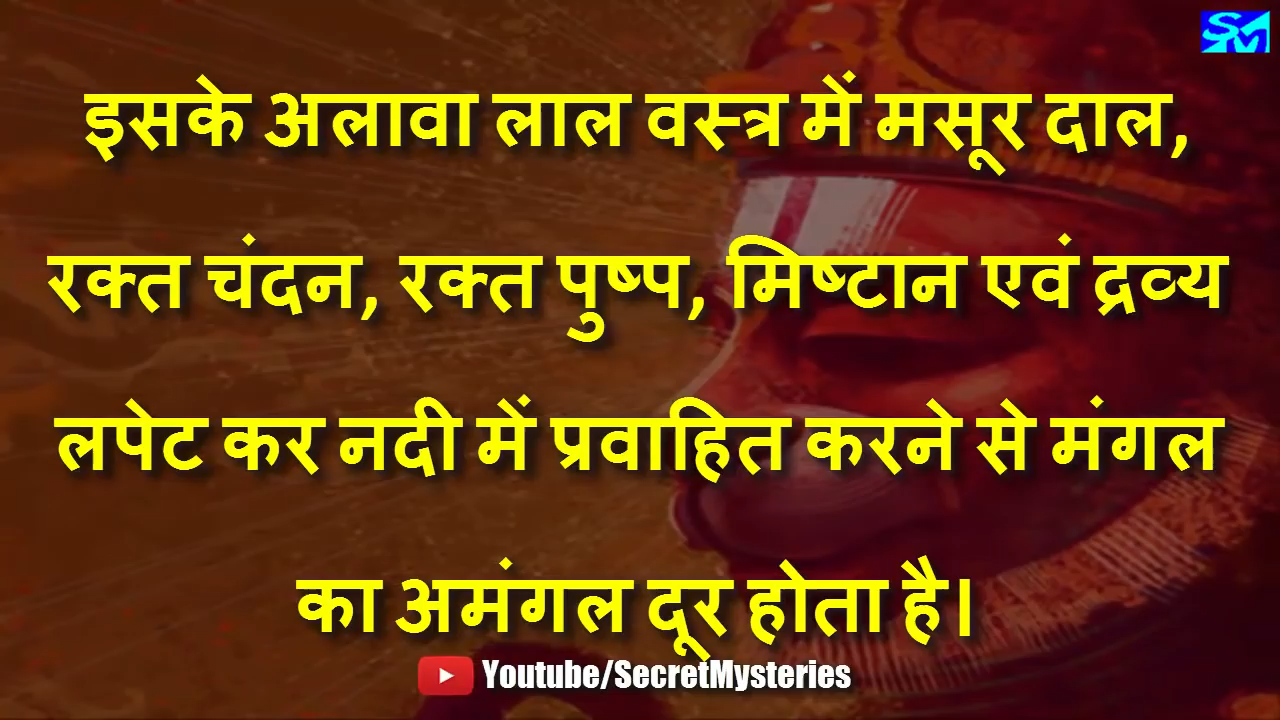 SM
इसके अलावा लाल वस्त्र में मसूर दाल,
रक्त चंदन, रक्त पुष्प, मिष्टान एवं द्रव्य
लपेट कर नदी में प्रवाहित करने से मंगल
का अमंगल दूर होता है।
Youtube/SecretMysteries